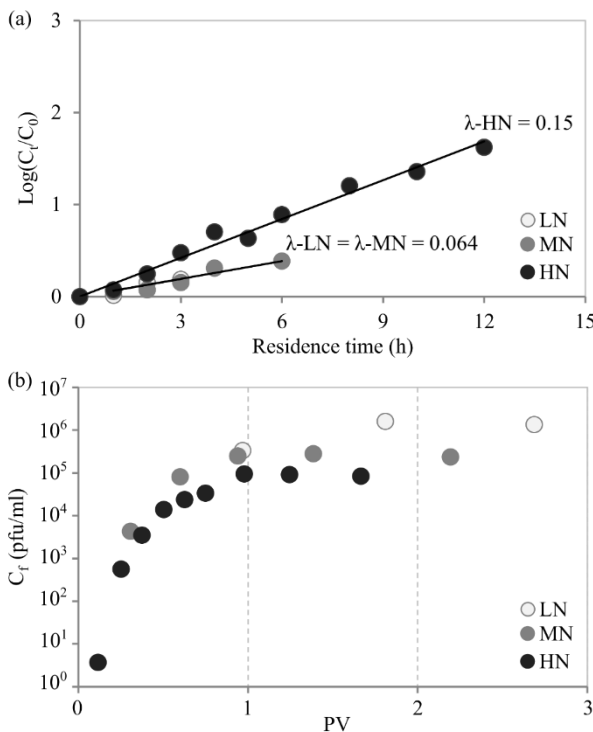 (a)
3
2
1
0
Log(Cₜ/C₀)
λ-HN = 0.15
λ-LN = λ-MN = 0.064
LN
MN
HN
0 3 6 9 12 15
Residence time (h)
(b)
10⁷
10⁶
10⁵
10⁴
10³
10²
10¹
10⁰
C_f (pfu/ml)
LN
MN
HN
0 1 2 3
PV